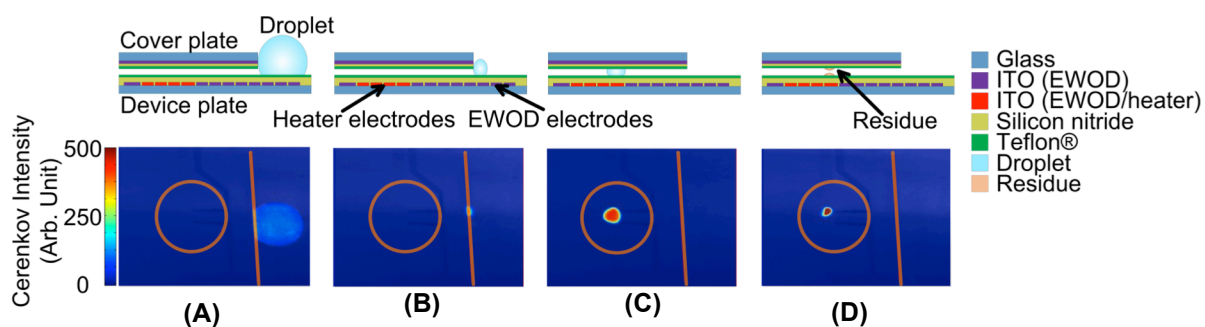 Droplet
Cover plate
Device plate
Heater electrodes
EWOD electrodes
Residue
Glass
ITO (EWOD)
ITO (EWOD/heater)
Silicon nitride
Teflon®
Droplet
Residue
Cerenkov Intensity
(Arb. Unit)
500
250
0
(A)
(B)
(C)
(D)